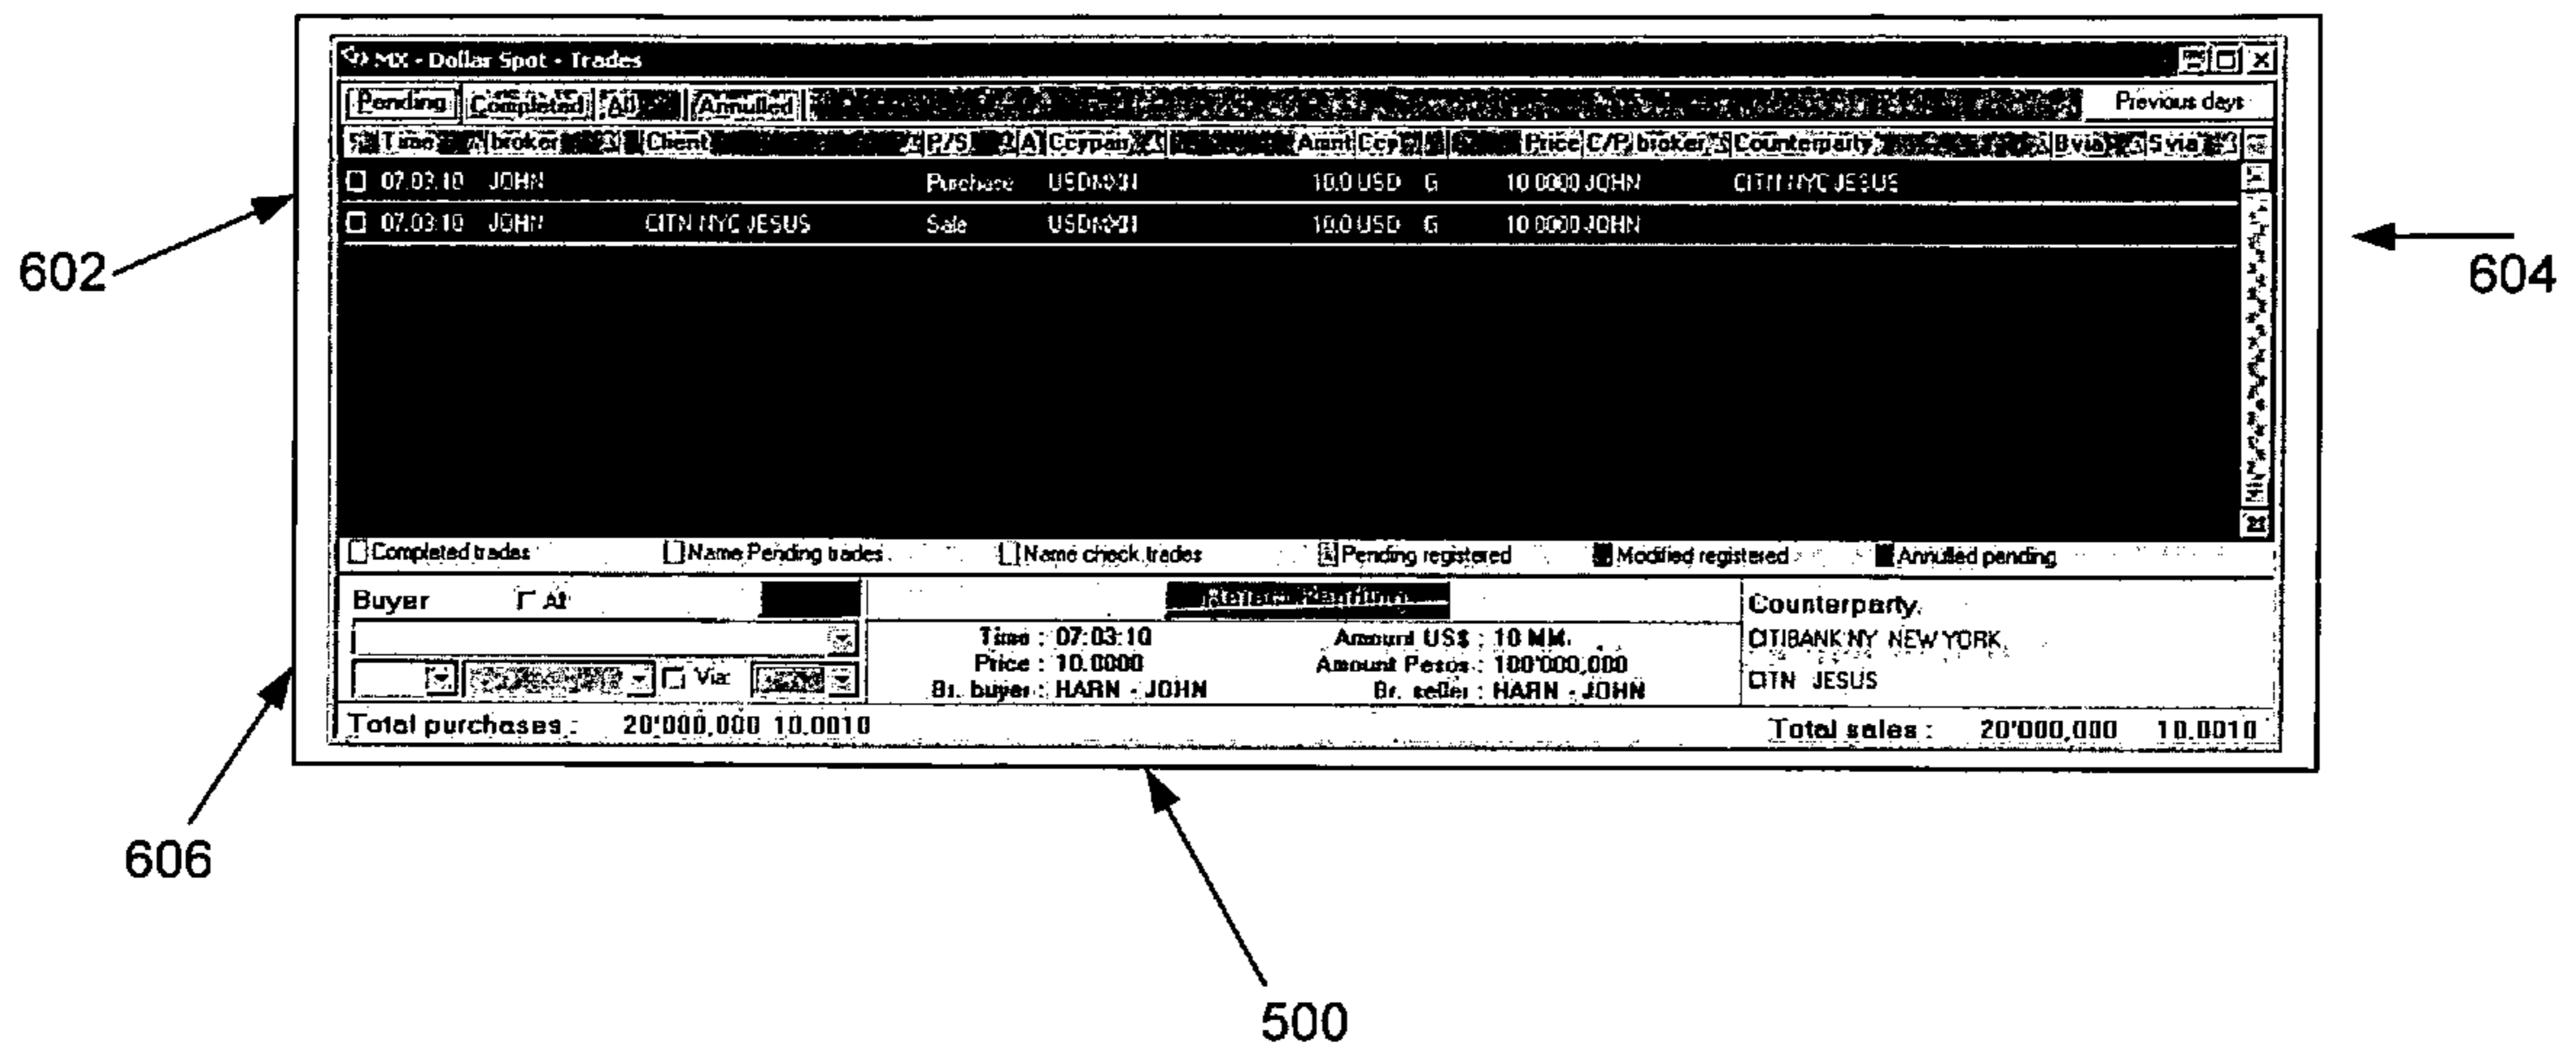 MX - Dollar Spot - Trades
Pending Completed All Annulled Previous days
Time broker Client P/S A Ccypair Amnt Ccy Price C/P broker Counterparty B via S via
07:03:10 JOHN Purchase USDMXN 10.0 USD G 10.0000 JOHN CITN NYC JESUS
07:03:10 JOHN CITN NYC JESUS Sale USDMXN 10.0 USD G 10.0000 JOHN
602
604
Completed trades Name Pending trades Name check trades Pending registered Modified registered Annulled pending
Buyer At Counterparty
Time : 07:03:10 Amount US$ : 10 MM. CITIBANK NY NEW YORK
Price : 10.0000 Amount Pesos : 100'000,000
Via: Br. buyer : HARN - JOHN Br. seller : HARN - JOHN CITN JESUS
Total purchases : 20'000,000 10.0010 Total sales : 20'000,000 10.0010
606
500